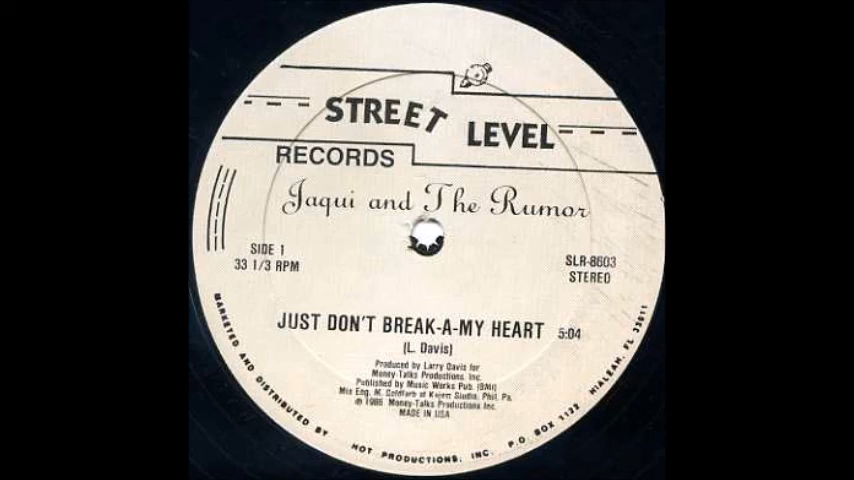 STREET LEVEL
RECORDS
Jaqui and The Rumor
SIDE 1
33 1/3 RPM
SLR-8603
STEREO
JUST DON'T BREAK-A-MY HEART 5:04
(L. Davis)
Produced by Larry Davis for
Money-Talks Productions, Inc.
Published by Music Works Pub. (BMI)
Mix Eng. M. Goldfarb at Kajem Studio, Phil. Pa.
℗ 1986 Money-Talks Productions Inc.
MADE IN USA
MARKETED AND DISTRIBUTED BY HOT PRODUCTIONS, INC., P.O. BOX 1132 HIALEAH, FL 33011